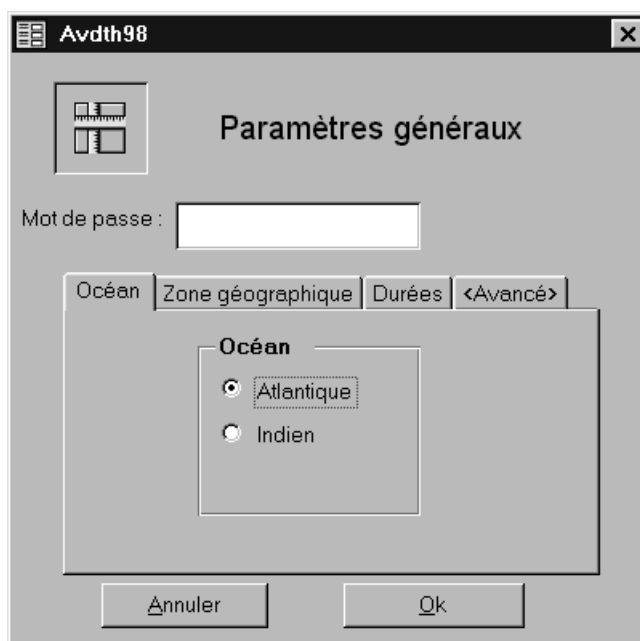 Avdth98
Paramètres généraux
Mot de passe :
Océan Zone géographique Durées <Avancé>
Océan
Atlantique
Indien
Annuler Ok